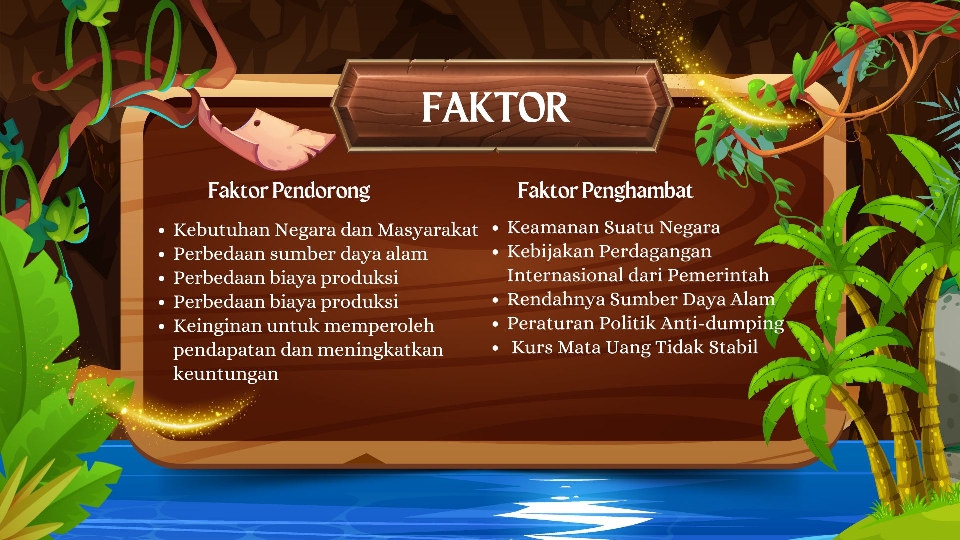 FAKTOR
Faktor Pendorong
• Kebutuhan Negara dan Masyarakat
• Perbedaan sumber daya alam
• Perbedaan biaya produksi
• Perbedaan biaya produksi
• Keinginan untuk memperoleh
pendapatan dan meningkatkan
keuntungan
Faktor Penghambat
• Keamanan Suatu Negara
• Kebijakan Perdagangan
Internasional dari Pemerintah
• Rendahnya Sumber Daya Alam
• Peraturan Politik Anti-dumping
• Kurs Mata Uang Tidak Stabil